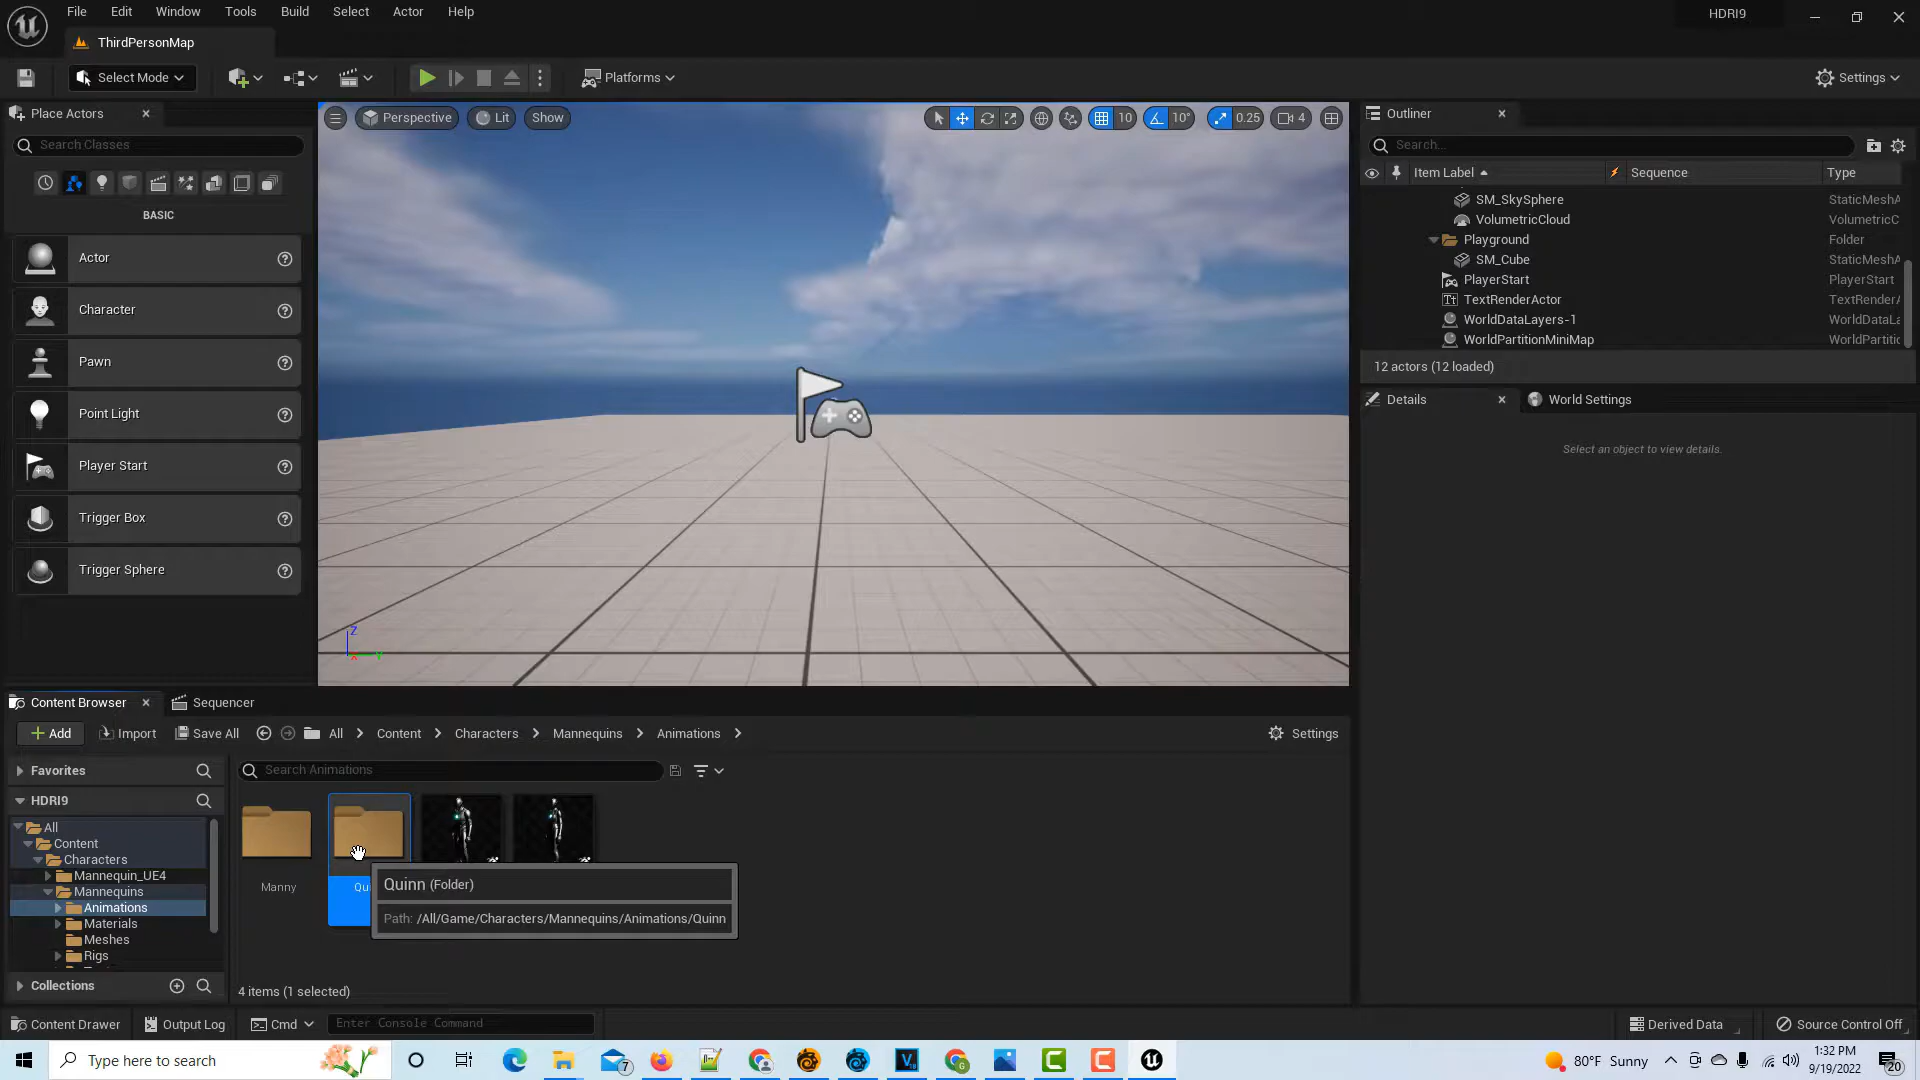 File Edit Window Tools Build Select Actor Help
HDRI9
ThirdPersonMap
Select Mode
Platforms
Settings
Place Actors
Search Classes
BASIC
Actor
Character
Pawn
Point Light
Player Start
Trigger Box
Trigger Sphere
Perspective Lit Show
10 10° 0.25 4
Z
Outliner
Search...
Item Label Sequence Type
SM_SkySphere StaticMeshA
VolumetricCloud VolumetricC
Playground Folder
SM_Cube StaticMeshA
PlayerStart PlayerStart
TextRenderActor TextRenderA
WorldDataLayers-1 WorldDataLa
WorldPartitionMiniMap WorldPartitic
12 actors (12 loaded)
Details World Settings
Select an object to view details.
Content Browser Sequencer
Add Import Save All All Content Characters Mannequins Animations Settings
Favorites
HDRI9
All
Content
Characters
Mannequin_UE4
Mannequins
Animations
Materials
Meshes
Rigs
Collections
Search Animations
Manny
Qui
Quinn (Folder)
Path: /All/Game/Characters/Mannequins/Animations/Quinn
4 items (1 selected)
Content Drawer Output Log Cmd Enter Console Command Derived Data Source Control Off
Type here to search
7
80°F Sunny
1:32 PM
9/19/2022
20